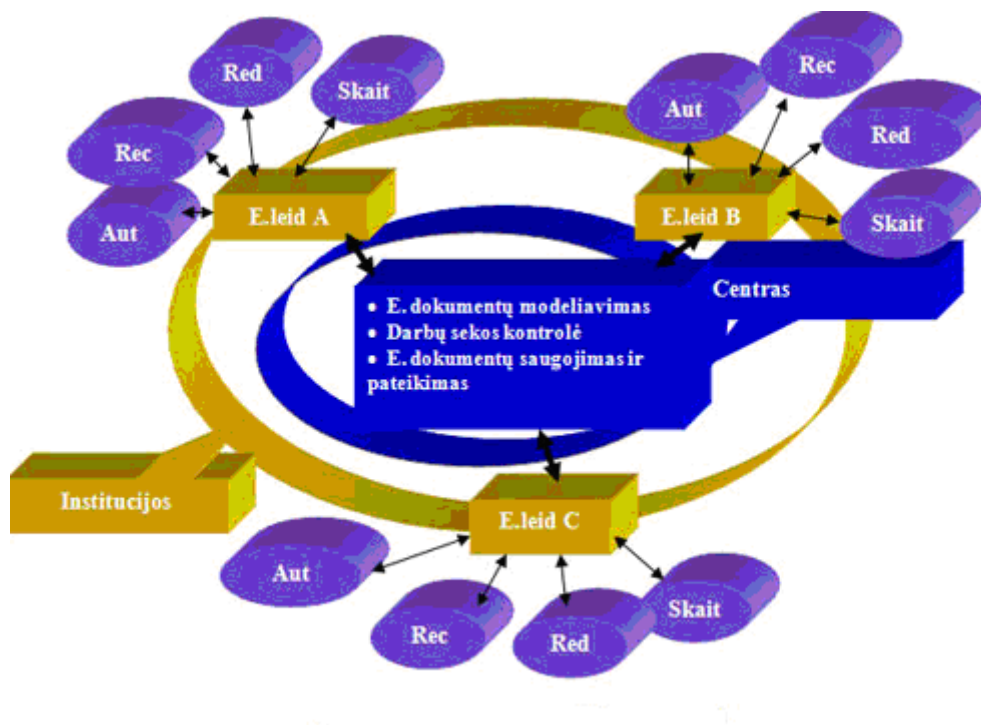 Red
Skait
Rec
Aut
E.leid A
Rec
Aut
Red
Skait
E.leid B
Centras
• E. dokumentų modeliavimas
• Darbų sekos kontrolė
• E. dokumentų saugojimas ir
pateikimas
Institucijos
E.leid C
Aut
Rec
Red
Skait